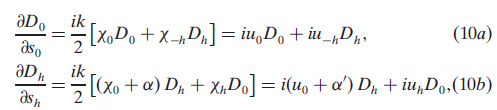 ∂D₀/∂s₀ = ik/2 [χ₀D₀ + χ₋ₕDₕ] = iu₀D₀ + iu₋ₕDₕ, (10a)
∂Dₕ/∂sₕ = ik/2 [(χ₀ + α) Dₕ + χₕD₀] = i(u₀ + α′) Dₕ + iuₕD₀,(10b)